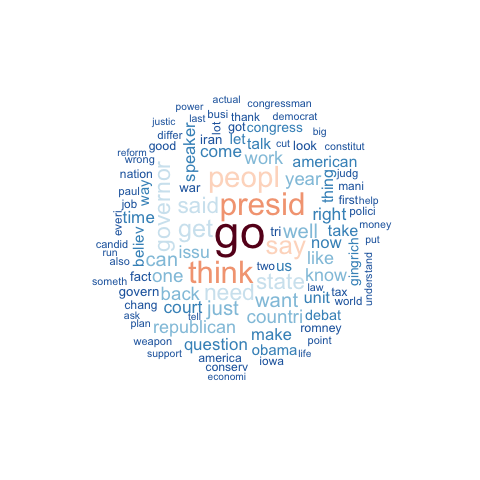 actual
power
congressman
last
busi
thank
democrat
justic
differ
lot
got
congress
big
reform
good
iran
let
talk
cut
look
constitut
wrong
speaker
come
work
american
njudg
nation
way
war
peopl
year
thing
mani
paul
governor
said
presid
first
help
job
time
right
polici
everi
get
go
tri
well
take
money
candid
believ
issu
say
now
put
run
can
think
two
us
like
gingrich
also
fact
one
state
know
understand
someth
govern
back
need
want
unit
law
tax
world
chang
court
just
countri
debat
ask
tell
plan
republican
make
romney
weapon
question
obama
point
support
america
iowa
life
conserv
economi